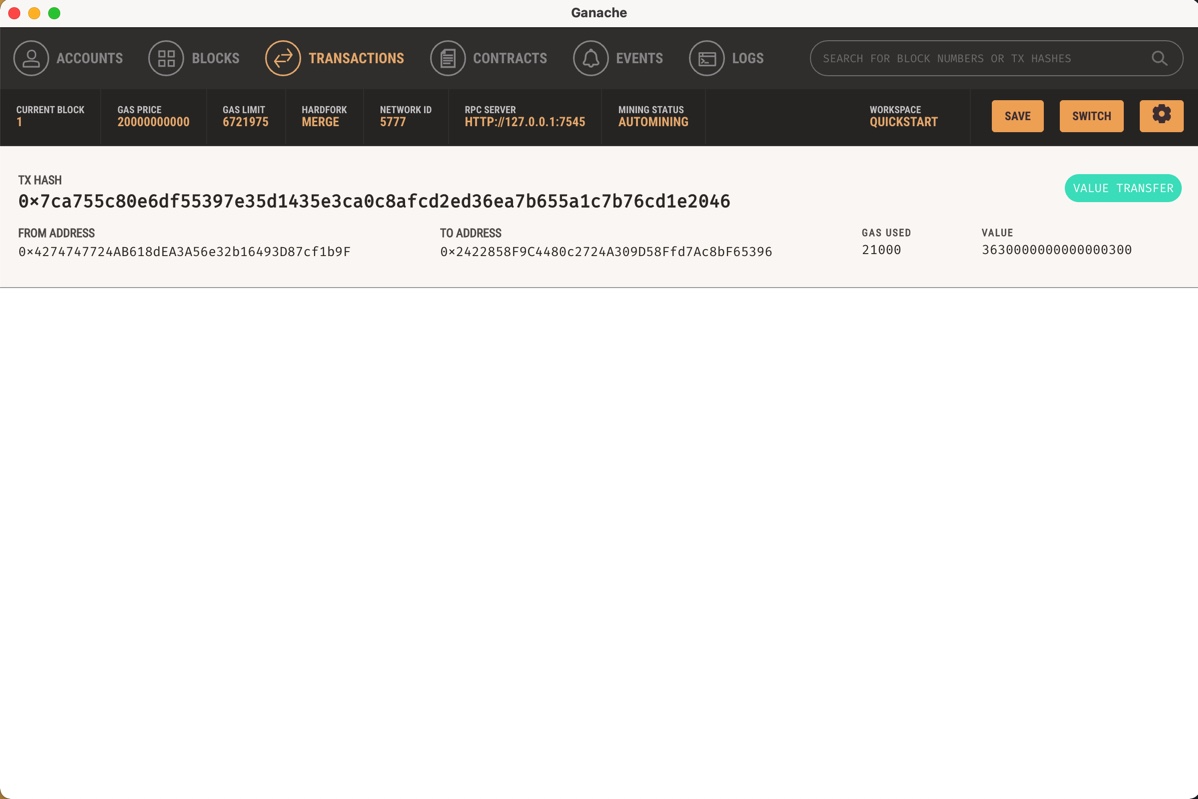 Ganache
ACCOUNTS BLOCKS TRANSACTIONS CONTRACTS EVENTS LOGS SEARCH FOR BLOCK NUMBERS OR TX HASHES
CURRENT BLOCK GAS PRICE GAS LIMIT HARDFORK NETWORK ID RPC SERVER MINING STATUS WORKSPACE
1 20000000000 6721975 MERGE 5777 HTTP://127.0.0.1:7545 AUTOMINING QUICKSTART SAVE SWITCH
TX HASH
0×7ca755c80e6df55397e35d1435e3ca0c8afcd2ed36ea7b655a1c7b76cd1e2046 VALUE TRANSFER
FROM ADDRESS TO ADDRESS GAS USED VALUE
0×4274747724AB618dEA3A56e32b16493D87cf1b9F 0×2422858F9C4480c2724A309D58Ffd7Ac8bF65396 21000 3630000000000000300